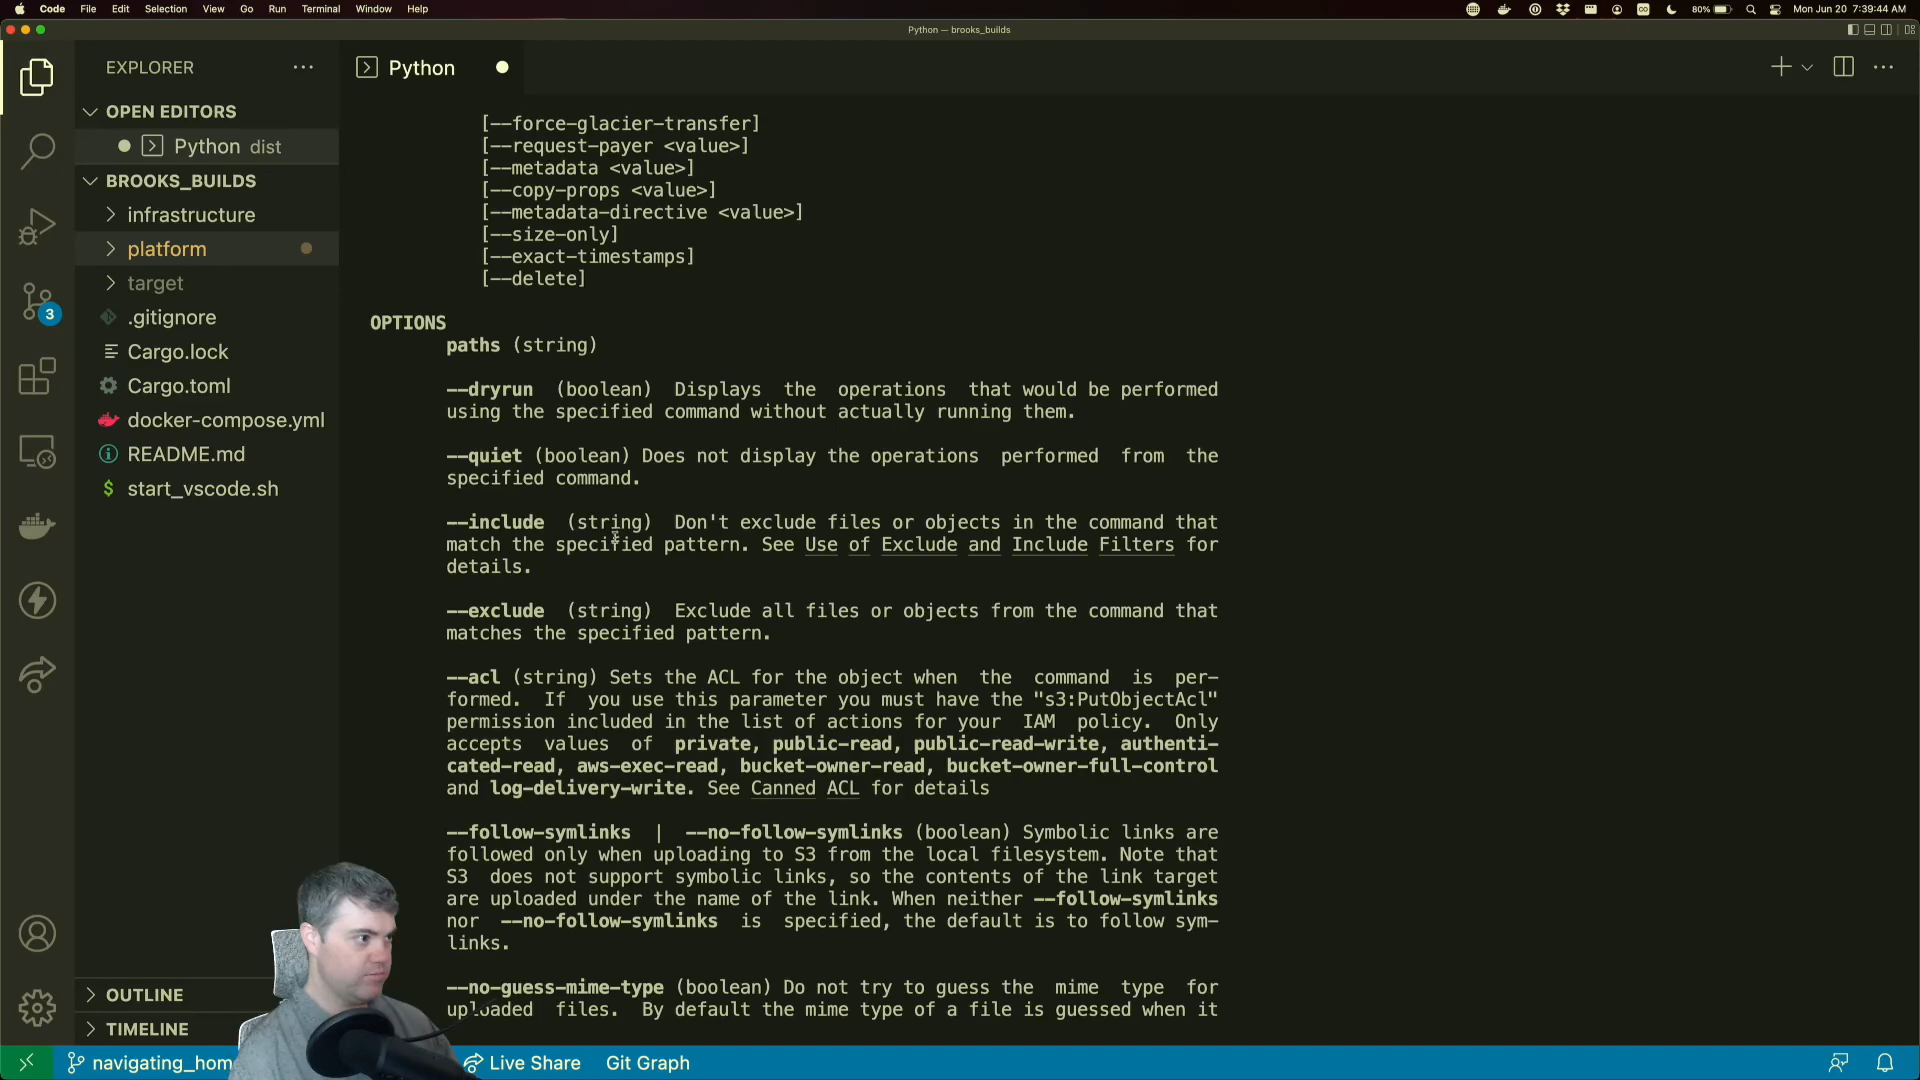 Code File Edit Selection View Go Run Terminal Window Help
80% Mon Jun 20 7:39:44 AM
Python — brooks_builds
EXPLORER
OPEN EDITORS
Python dist
BROOKS_BUILDS
infrastructure
platform
target
.gitignore
Cargo.lock
Cargo.toml
docker-compose.yml
README.md
start_vscode.sh
OUTLINE
TIMELINE
3
Python
[--force-glacier-transfer]
[--request-payer <value>]
[--metadata <value>]
[--copy-props <value>]
[--metadata-directive <value>]
[--size-only]
[--exact-timestamps]
[--delete]
OPTIONS
paths (string)
--dryrun (boolean) Displays the operations that would be performed
using the specified command without actually running them.
--quiet (boolean) Does not display the operations performed from the
specified command.
--include (string) Don't exclude files or objects in the command that
match the specified pattern. See Use of Exclude and Include Filters for
details.
--exclude (string) Exclude all files or objects from the command that
matches the specified pattern.
--acl (string) Sets the ACL for the object when the command is per-
formed. If you use this parameter you must have the "s3:PutObjectAcl"
permission included in the list of actions for your IAM policy. Only
accepts values of private, public-read, public-read-write, authenti-
cated-read, aws-exec-read, bucket-owner-read, bucket-owner-full-control
and log-delivery-write. See Canned ACL for details
--follow-symlinks | --no-follow-symlinks (boolean) Symbolic links are
followed only when uploading to S3 from the local filesystem. Note that
S3 does not support symbolic links, so the contents of the link target
are uploaded under the name of the link. When neither --follow-symlinks
nor --no-follow-symlinks is specified, the default is to follow sym-
links.
--no-guess-mime-type (boolean) Do not try to guess the mime type for
uploaded files. By default the mime type of a file is guessed when it
navigating_hom Live Share Git Graph